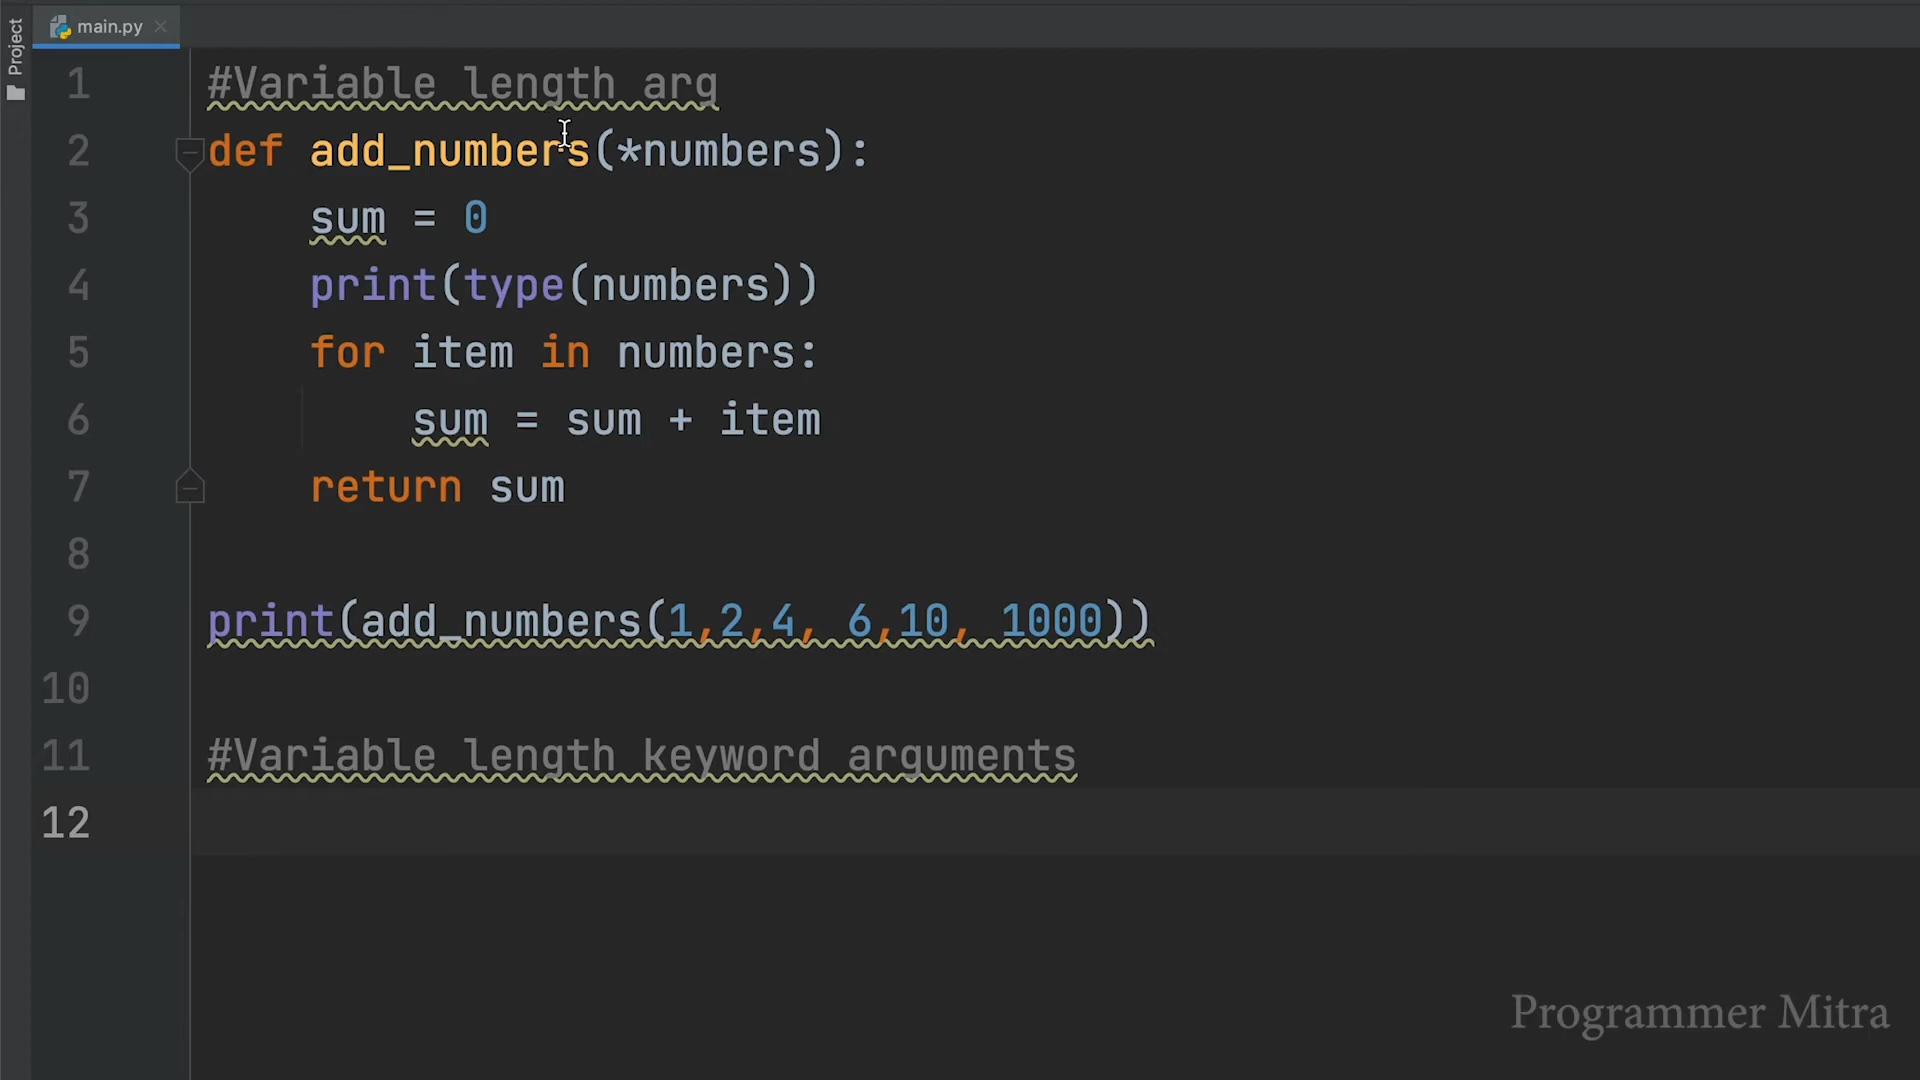 Project
main.py
1 #Variable length arg
2 def add_numbers(*numbers):
3     sum = 0
4     print(type(numbers))
5     for item in numbers:
6         sum = sum + item
7     return sum
8
9 print(add_numbers(1,2,4, 6,10, 1000))
10
11 #Variable length keyword arguments
12
Programmer Mitra